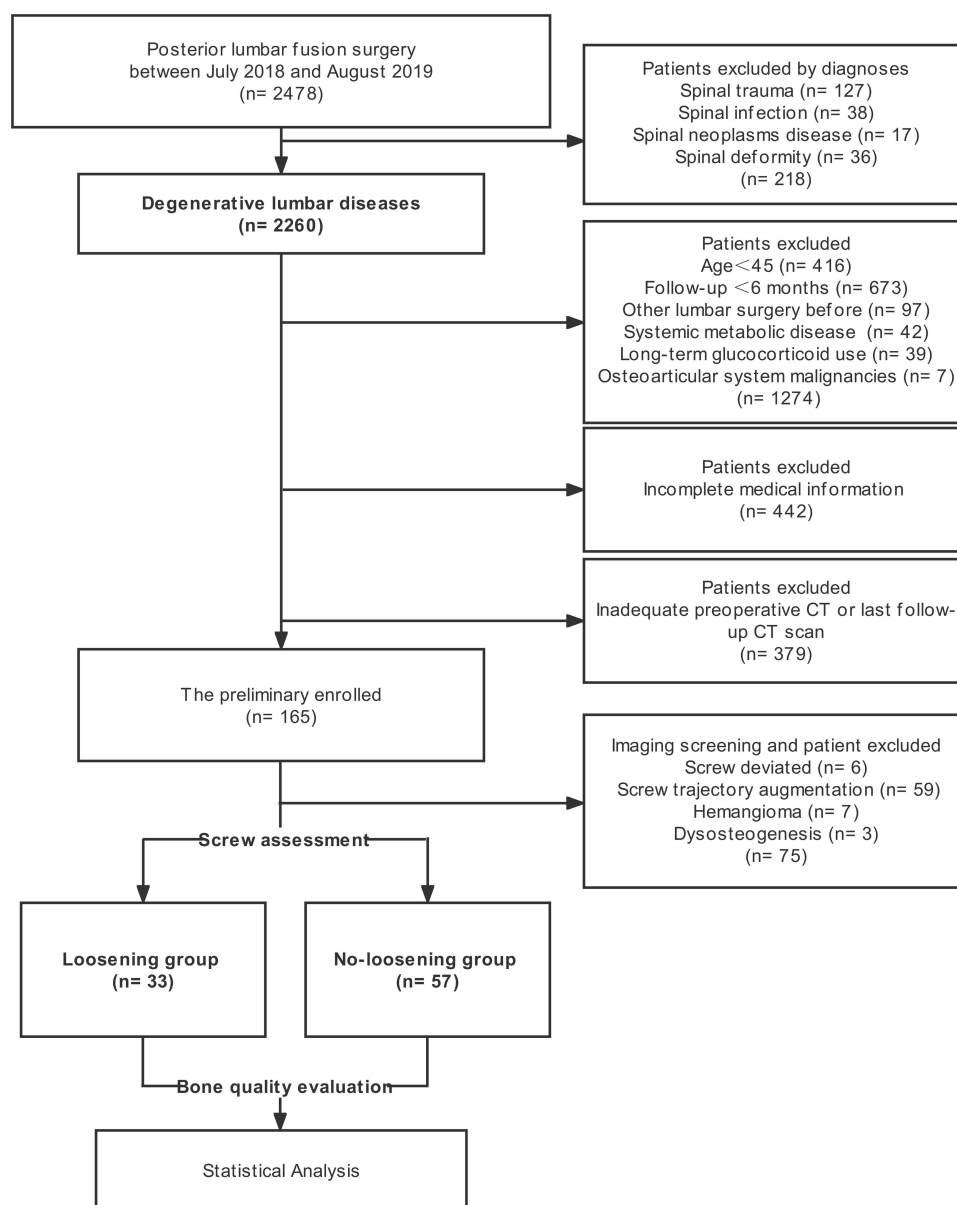 Posterior lumbar fusion surgery
between July 2018 and August 2019
(n= 2478)
Patients excluded by diagnoses
Spinal trauma (n= 127)
Spinal infection (n= 38)
Spinal neoplasms disease (n= 17)
Spinal deformity (n= 36)
(n= 218)
Degenerative lumbar diseases
(n= 2260)
Patients excluded
Age<45 (n= 416)
Follow-up <6 months (n= 673)
Other lumbar surgery before (n= 97)
Systemic metabolic disease (n= 42)
Long-term glucocorticoid use (n= 39)
Osteoarticular system malignancies (n= 7)
(n= 1274)
Patients excluded
Incomplete medical information
(n= 442)
Patients excluded
Inadequate preoperative CT or last follow-
up CT scan
(n= 379)
The preliminary enrolled
(n= 165)
Imaging screening and patient excluded
Screw deviated (n= 6)
Screw trajectory augmentation (n= 59)
Hemangioma (n= 7)
Dysosteogenesis (n= 3)
(n= 75)
Screw assessment
Loosening group
(n= 33)
No-loosening group
(n= 57)
Bone quality evaluation
Statistical Analysis